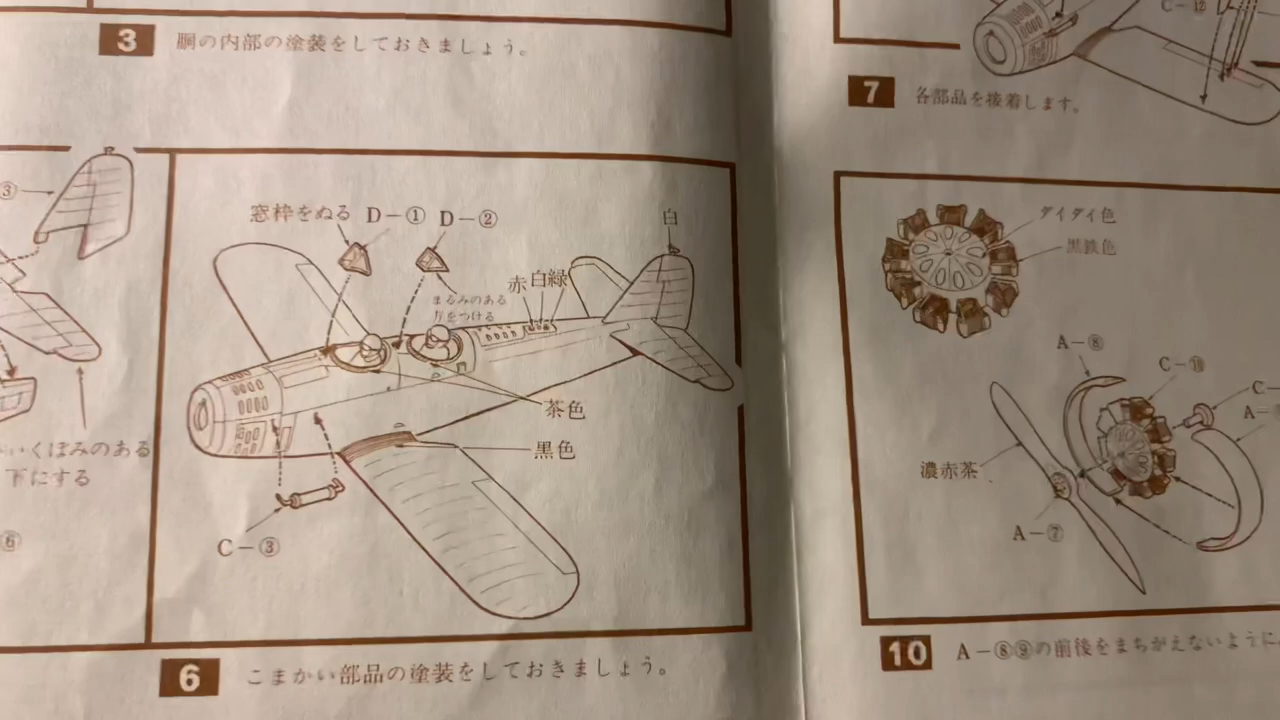 3 胴の内部の塗装をしておきましょう。
③
くぼみのある
下にする
⑥
窓枠をぬる D-① D-②
まるみのある
方をつける
赤 白 緑
白
茶色
黒色
C-③
6 こまかい部品の塗装をしておきましょう。
C-⑫
7 各部品を接着します。
ダイダイ色
黒鉄色
A-⑧
C-⑩
C-
A-
濃赤茶
A-⑦
10 A-⑧⑨の前後をまちがえないように